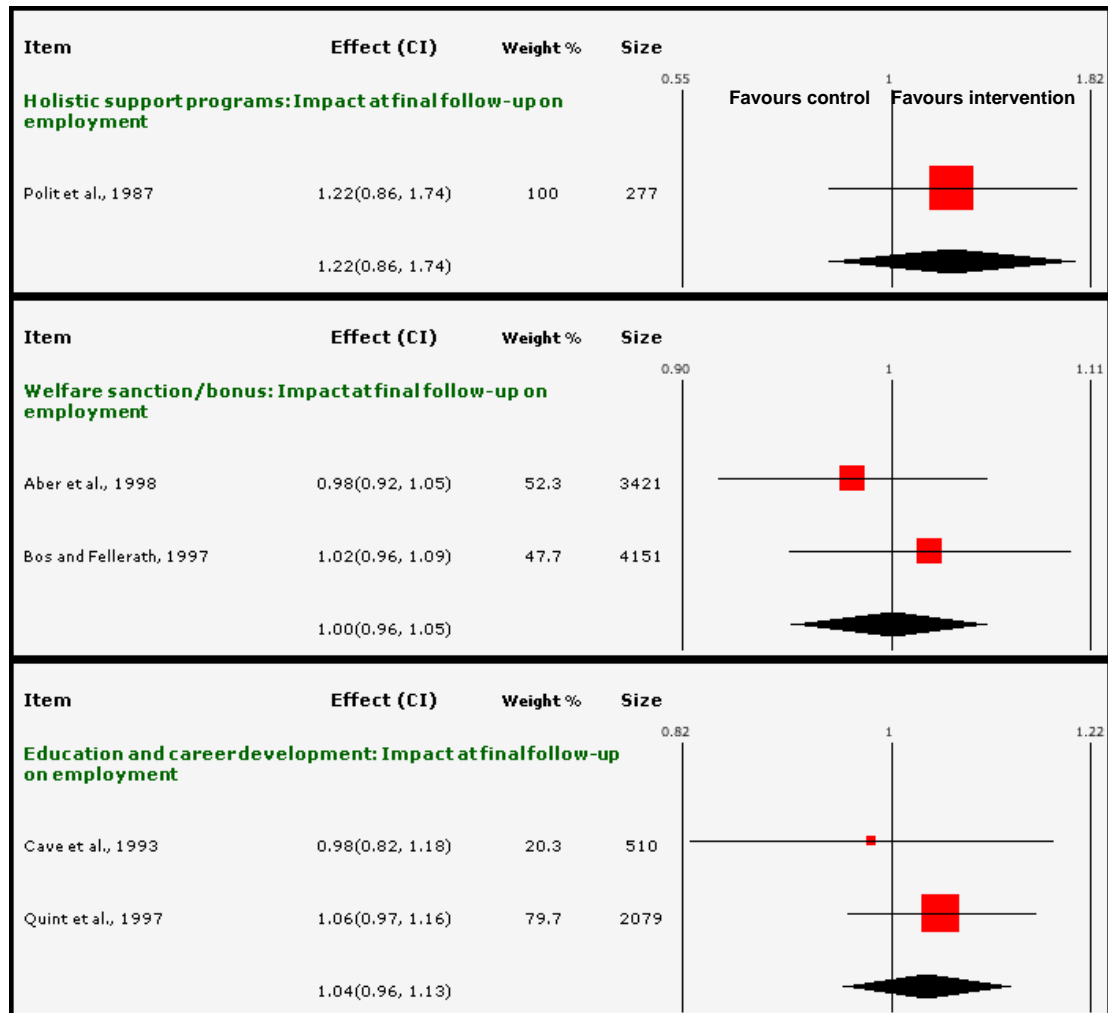 Item Effect (CI) Weight % Size
0.55 1 1.82
Favours control Favours intervention
Holistic support programs: Impact at final follow-up on
employment
Polit et al., 1987 1.22(0.86, 1.74) 100 277
1.22(0.86, 1.74)
Item Effect (CI) Weight % Size
0.90 1 1.11
Welfare sanction/bonus: Impact at final follow-up on
employment
Aber et al., 1998 0.98(0.92, 1.05) 52.3 3421
Bos and Fellerath, 1997 1.02(0.96, 1.09) 47.7 4151
1.00(0.96, 1.05)
Item Effect (CI) Weight % Size
0.82 1 1.22
Education and career development: Impact at final follow-up
on employment
Cave et al., 1993 0.98(0.82, 1.18) 20.3 510
Quint et al., 1997 1.06(0.97, 1.16) 79.7 2079
1.04(0.96, 1.13)